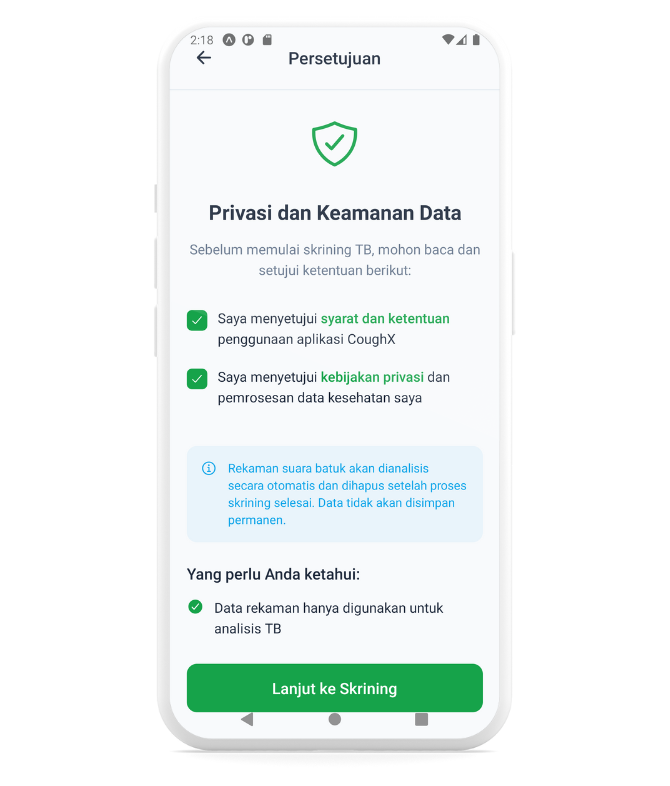 2:18
Persetujuan
Privasi dan Keamanan Data
Sebelum memulai skrining TB, mohon baca dan
setujui ketentuan berikut:
Saya menyetujui syarat dan ketentuan
penggunaan aplikasi CoughX
Saya menyetujui kebijakan privasi dan
pemrosesan data kesehatan saya
Rekaman suara batuk akan dianalisis
secara otomatis dan dihapus setelah proses
skrining selesai. Data tidak akan disimpan
permanen.
Yang perlu Anda ketahui:
Data rekaman hanya digunakan untuk
analisis TB
Lanjut ke Skrining